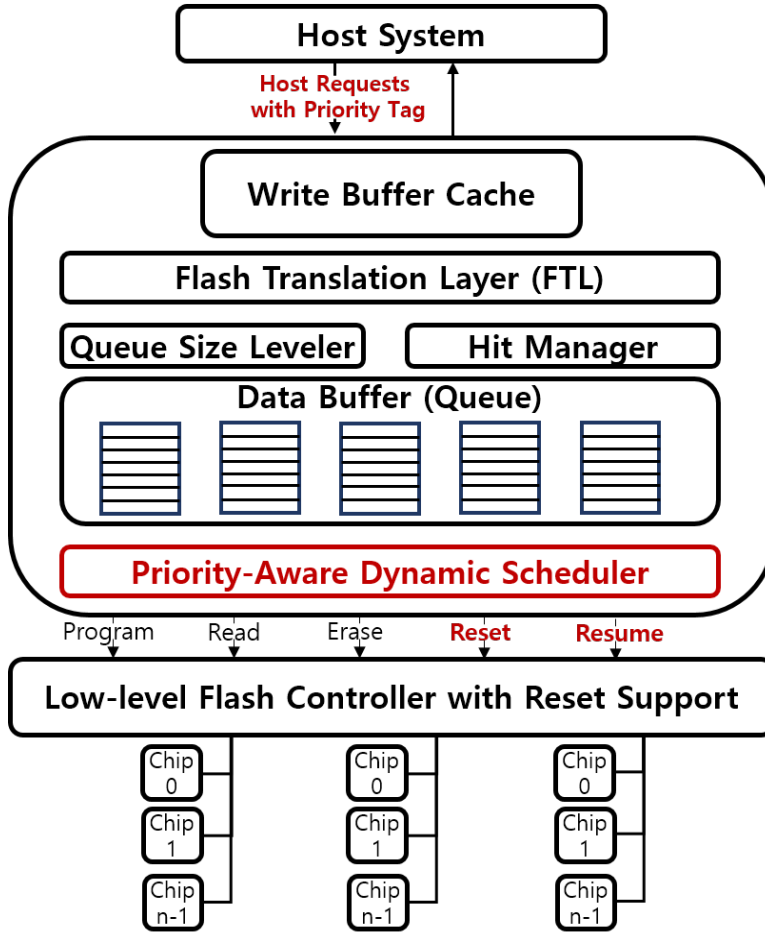 Host System
Host Requests
with Priority Tag
Write Buffer Cache
Flash Translation Layer (FTL)
Queue Size Leveler
Hit Manager
Data Buffer (Queue)
Priority-Aware Dynamic Scheduler
Program
Read
Erase
Reset
Resume
Low-level Flash Controller with Reset Support
Chip
0
Chip
0
Chip
0
Chip
1
Chip
1
Chip
1
Chip
n-1
Chip
n-1
Chip
n-1